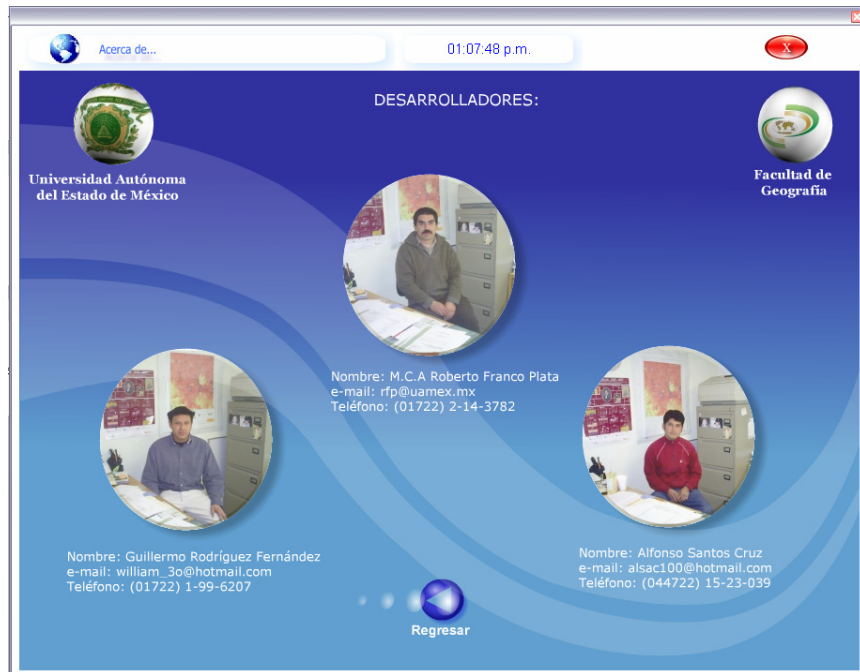 Acerca de...
01:07:48 p.m.
X
DESARROLLADORES:
Universidad Autónoma
del Estado de México
Facultad de
Geografía
Nombre: M.C.A Roberto Franco Plata
e-mail: rfp@uamex.mx
Teléfono: (01722) 2-14-3782
Nombre: Guillermo Rodríguez Fernández
e-mail: william_3o@hotmail.com
Teléfono: (01722) 1-99-6207
Nombre: Alfonso Santos Cruz
e-mail: alsac100@hotmail.com
Teléfono: (044722) 15-23-039
Regresar